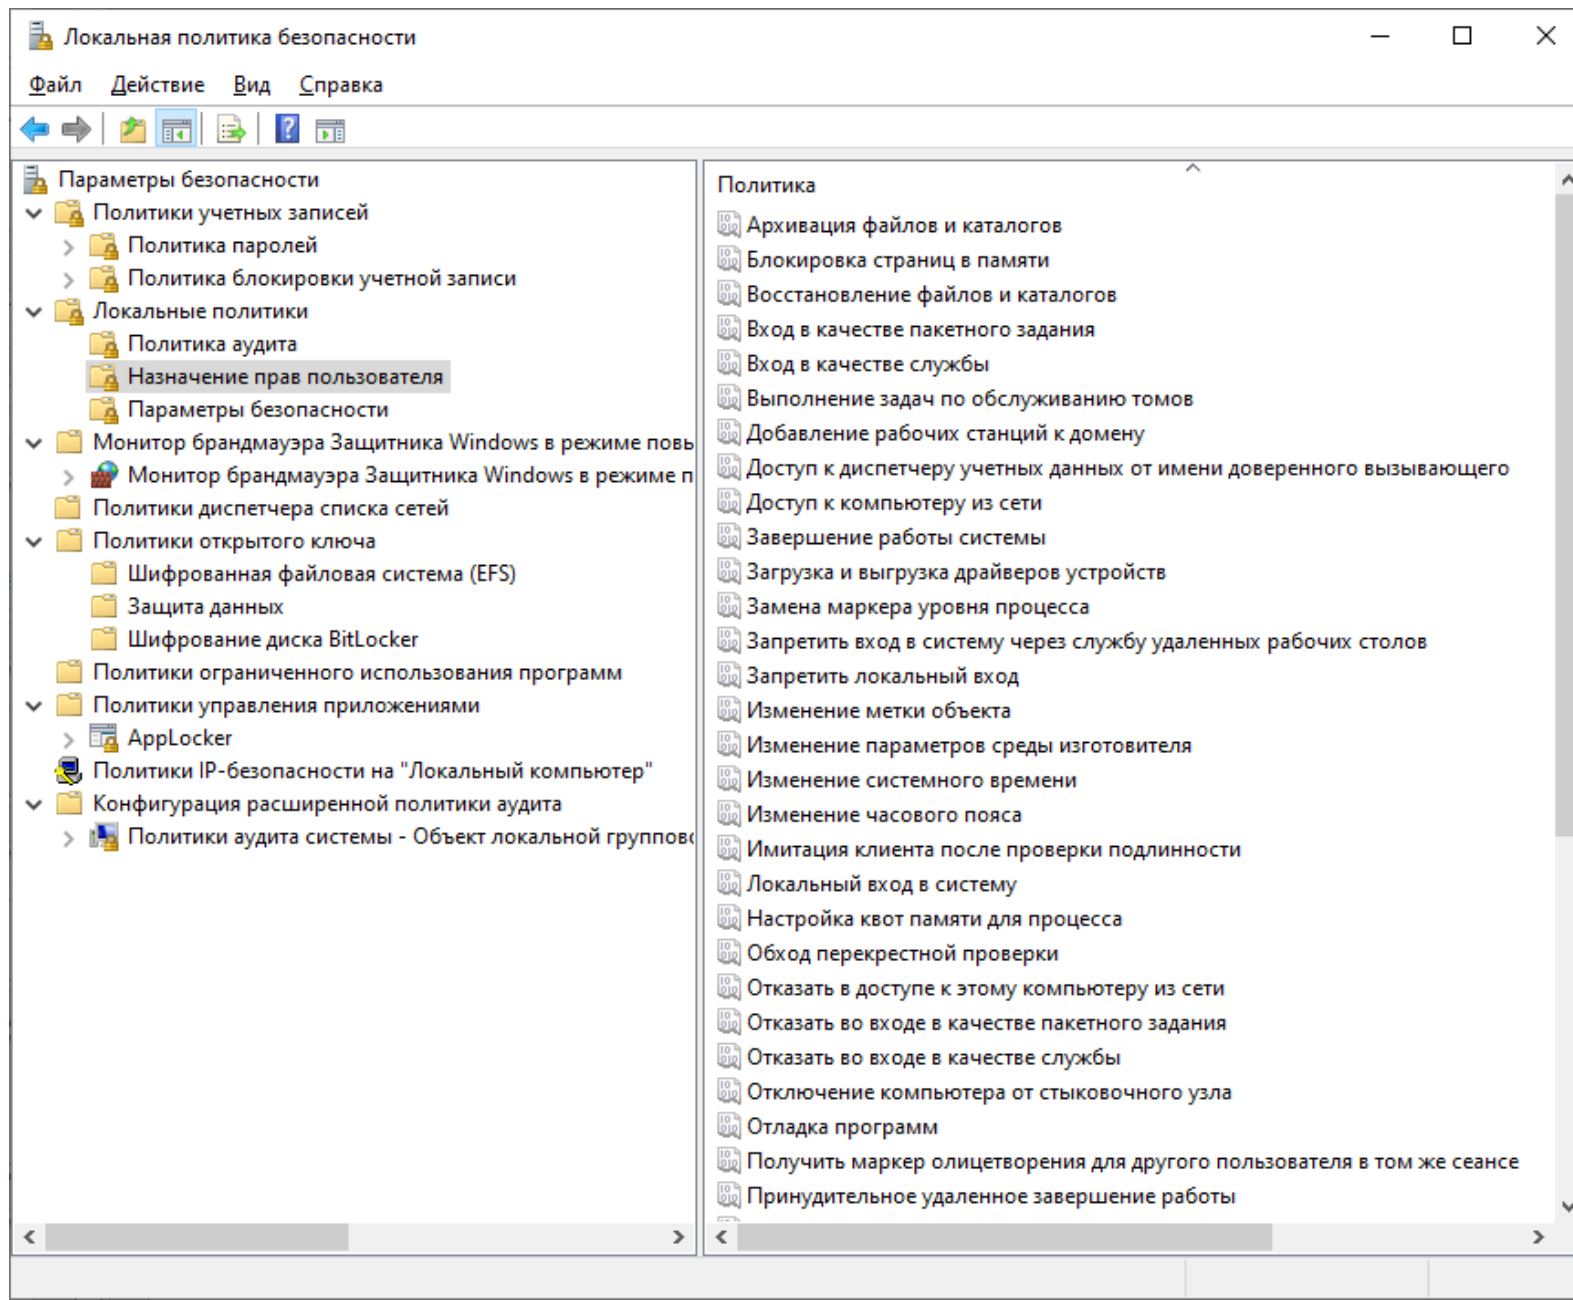 Локальная политика безопасности
Файл Действие Вид Справка
Параметры безопасности
Политики учетных записей
Политика паролей
Политика блокировки учетной записи
Локальные политики
Политика аудита
Назначение прав пользователя
Параметры безопасности
Монитор брандмауэра Защитника Windows в режиме повы
Монитор брандмауэра Защитника Windows в режиме п
Политики диспетчера списка сетей
Политики открытого ключа
Шифрованная файловая система (EFS)
Защита данных
Шифрование диска BitLocker
Политики ограниченного использования программ
Политики управления приложениями
AppLocker
Политики IP-безопасности на "Локальный компьютер"
Конфигурация расширенной политики аудита
Политики аудита системы - Объект локальной группово
Политика
Архивация файлов и каталогов
Блокировка страниц в памяти
Восстановление файлов и каталогов
Вход в качестве пакетного задания
Вход в качестве службы
Выполнение задач по обслуживанию томов
Добавление рабочих станций к домену
Доступ к диспетчеру учетных данных от имени доверенного вызывающего
Доступ к компьютеру из сети
Завершение работы системы
Загрузка и выгрузка драйверов устройств
Замена маркера уровня процесса
Запретить вход в систему через службу удаленных рабочих столов
Запретить локальный вход
Изменение метки объекта
Изменение параметров среды изготовителя
Изменение системного времени
Изменение часового пояса
Имитация клиента после проверки подлинности
Локальный вход в систему
Настройка квот памяти для процесса
Обход перекрестной проверки
Отказать в доступе к этому компьютеру из сети
Отказать во входе в качестве пакетного задания
Отказать во входе в качестве службы
Отключение компьютера от стыковочного узла
Отладка программ
Получить маркер олицетворения для другого пользователя в том же сеансе
Принудительное удаленное завершение работы